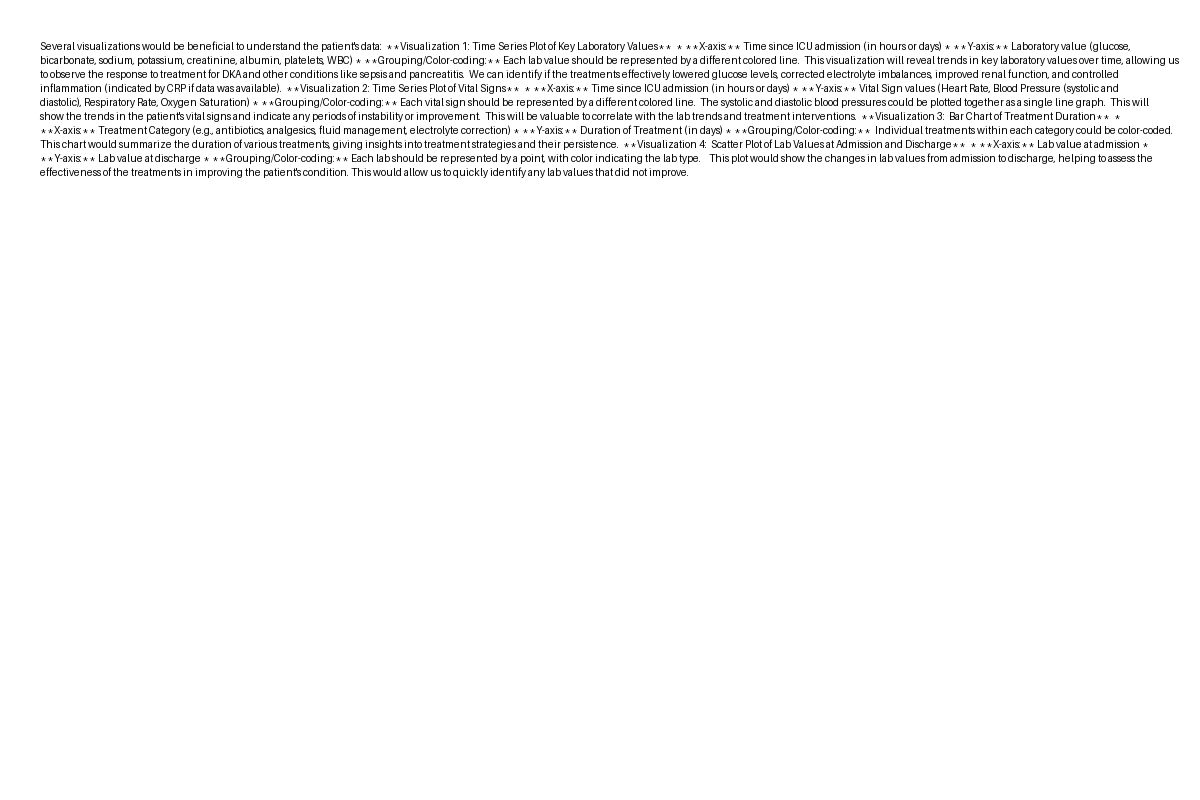 Several visualizations would be beneficial to understand the patient's data:  **Visualization 1: Time Series Plot of Key Laboratory Values**  * **X-axis:** Time since ICU admission (in hours or days) * **Y-axis:** Laboratory value (glucose,
bicarbonate, sodium, potassium, creatinine, albumin, platelets, WBC) * **Grouping/Color-coding:** Each lab value should be represented by a different colored line.  This visualization will reveal trends in key laboratory values over time, allowing us
to observe the response to treatment for DKA and other conditions like sepsis and pancreatitis.  We can identify if the treatments effectively lowered glucose levels, corrected electrolyte imbalances, improved renal function, and controlled
inflammation (indicated by CRP if data was available).  **Visualization 2: Time Series Plot of Vital Signs**  * **X-axis:** Time since ICU admission (in hours or days) * **Y-axis:** Vital Sign values (Heart Rate, Blood Pressure (systolic and
diastolic), Respiratory Rate, Oxygen Saturation) * **Grouping/Color-coding:** Each vital sign should be represented by a different colored line.  The systolic and diastolic blood pressures could be plotted together as a single line graph.  This will
show the trends in the patient's vital signs and indicate any periods of instability or improvement.  This will be valuable to correlate with the lab trends and treatment interventions.  **Visualization 3:  Bar Chart of Treatment Duration**  *
**X-axis:** Treatment Category (e.g., antibiotics, analgesics, fluid management, electrolyte correction) * **Y-axis:** Duration of Treatment (in days) * **Grouping/Color-coding:**  Individual treatments within each category could be color-coded.
This chart would summarize the duration of various treatments, giving insights into treatment strategies and their persistence.  **Visualization 4:  Scatter Plot of Lab Values at Admission and Discharge**  * **X-axis:** Lab value at admission *
**Y-axis:** Lab value at discharge * **Grouping/Color-coding:** Each lab should be represented by a point, with color indicating the lab type.   This plot would show the changes in lab values from admission to discharge, helping to assess the
effectiveness of the treatments in improving the patient's condition. This would allow us to quickly identify any lab values that did not improve.